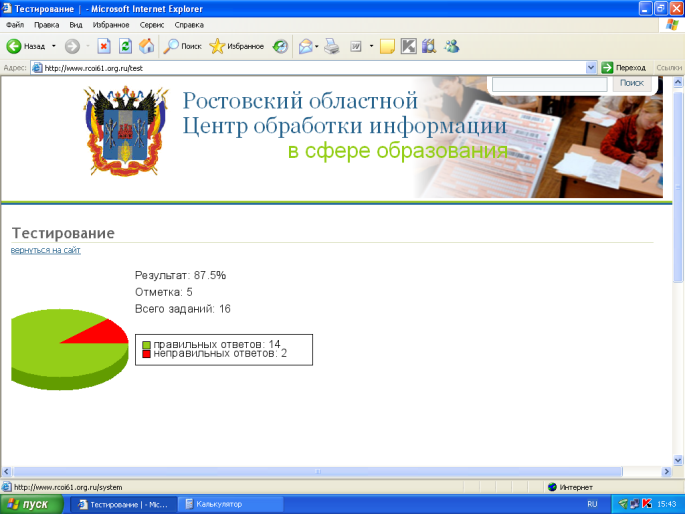 Тестирование | - Microsoft Internet Explorer
Файл Правка Вид Избранное Сервис Справка
Назад Поиск Избранное
Адрес: http://www.rcoi61.org.ru/test Переход Ссылки
Поиск
Ростовский областной
Центр обработки информации
в сфере образования
Тестирование
вернуться на сайт
Результат: 87.5%
Отметка: 5
Всего заданий: 16
правильных ответов: 14
неправильных ответов: 2
http://www.rcoi61.org.ru/system Интернет
пуск Тестирование | - Mic... Калькулятор RU 15:43